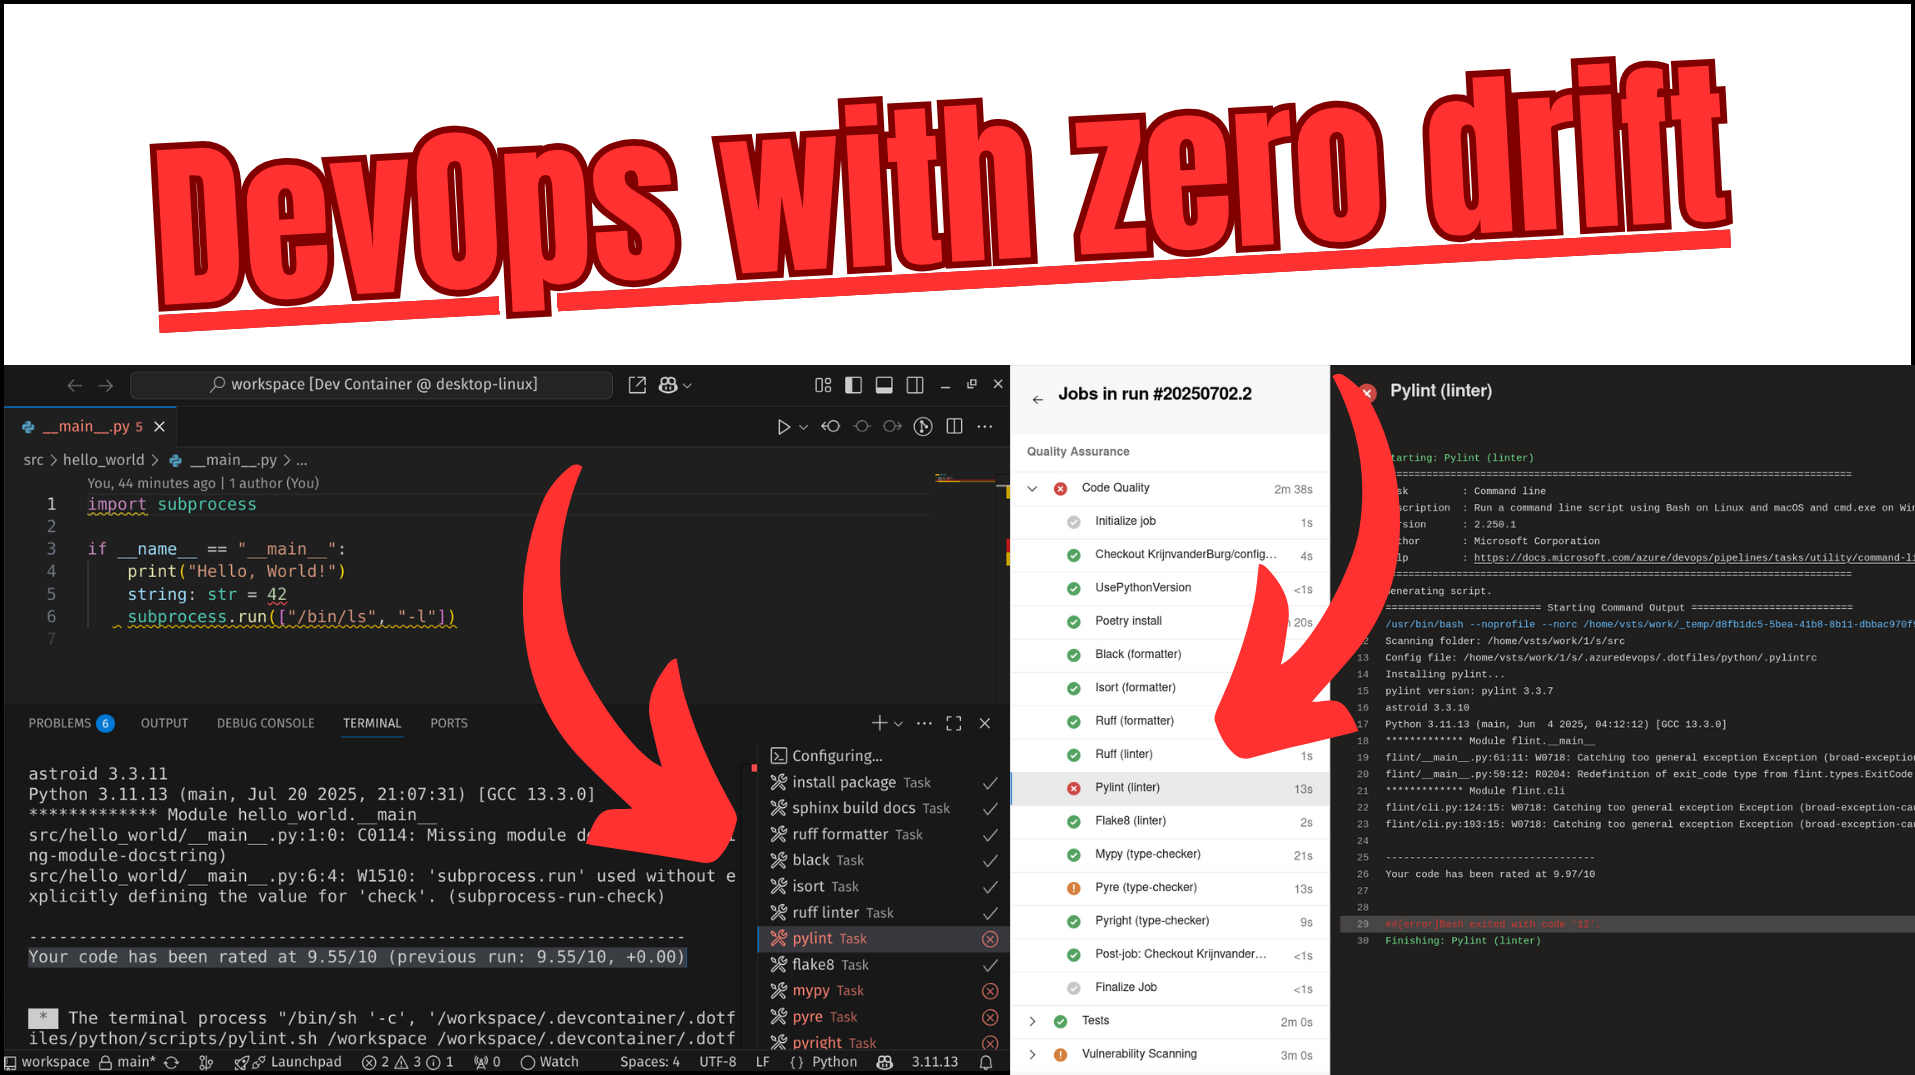 DevOps with zero drift
workspace [Dev Container @ desktop-linux]
__main__.py 5
src > hello_world > __main__.py > ...
You, 44 minutes ago | 1 author (You)
1 import subprocess
2
3 if __name__ == "__main__":
4 print("Hello, World!")
5 string: str = 42
6 subprocess.run(["/bin/ls", "-l"])
7
PROBLEMS 6 OUTPUT DEBUG CONSOLE TERMINAL PORTS
astroid 3.3.11
Python 3.11.13 (main, Jul 20 2025, 21:07:31) [GCC 13.3.0]
************* Module hello_world.__main__
src/hello_world/__main__.py:1:0: C0114: Missing module
ng-module-docstring)
src/hello_world/__main__.py:6:4: W1510: 'subprocess.run' used without e
xplicitly defining the value for 'check'. (subprocess-run-check)
------------------------------------------------------------------
Your code has been rated at 9.55/10 (previous run: 9.55/10, +0.00)
* The terminal process "/bin/sh '-c', '/workspace/.devcontainer/.dotf
iles/python/scripts/pylint.sh /workspace /workspace/.devcontainer/.dotf
Configuring...
install package Task
sphinx build docs Task
ruff formatter Task
black Task
isort Task
ruff linter Task
pylint Task
flake8 Task
mypy Task
pyre Task
pyright Task
workspace main* Launchpad 2 3 1 0 Watch Spaces: 4 UTF-8 LF {} Python 3.11.13
Jobs in run #20250702.2
Quality Assurance
Code Quality 2m 38s
Initialize job 1s
Checkout KrijnvanderBurg/config... 4s
UsePythonVersion <1s
Poetry install 20s
Black (formatter)
Isort (formatter)
Ruff (formatter)
Ruff (linter) 1s
Pylint (linter) 13s
Flake8 (linter) 2s
Mypy (type-checker) 21s
Pyre (type-checker) 13s
Pyright (type-checker) 9s
Post-job: Checkout Krijnvander... <1s
Finalize Job <1s
Tests 2m 0s
Vulnerability Scanning 3m 0s
Pylint (linter)
tarting: Pylint (linter)
==============================================================================
sk : Command line
scription : Run a command line script using Bash on Linux and macOS and cmd.exe on Wi
rsion : 2.250.1
thor : Microsoft Corporation
lp : https://docs.microsoft.com/azure/devops/pipelines/tasks/utility/command-li
==============================================================================
enerating script.
========================== Starting Command Output ===========================
/usr/bin/bash --noprofile --norc /home/vsts/work/_temp/d8fb1dc5-5bea-41b8-8b11-dbbac970f
2 Scanning folder: /home/vsts/work/1/s/src
13 Config file: /home/vsts/work/1/s/.azuredevops/.dotfiles/python/.pylintrc
14 Installing pylint...
15 pylint version: pylint 3.3.7
16 astroid 3.3.10
17 Python 3.11.13 (main, Jun 4 2025, 04:12:12) [GCC 13.3.0]
18 ************* Module flint.__main__
19 flint/__main__.py:61:11: W0718: Catching too general exception Exception (broad-exception
20 flint/__main__.py:59:12: R0204: Redefinition of exit_code type from flint.types.ExitCode
21 ************* Module flint.cli
22 flint/cli.py:124:15: W0718: Catching too general exception Exception (broad-exception-ca
23 flint/cli.py:193:15: W0718: Catching too general exception Exception (broad-exception-ca
24
25 -----------------------------------
26 Your code has been rated at 9.97/10
27
28
29 ##[error]Bash exited with code '12'.
30 Finishing: Pylint (linter)